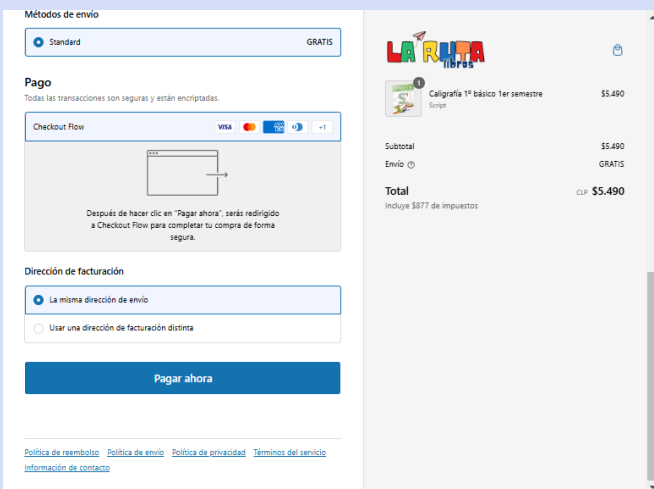 Métodos de envío
Standard GRATIS
Pago
Todas las transacciones son seguras y están encriptadas.
Checkout Flow VISA +1
Después de hacer clic en "Pagar ahora", serás redirigido
a Checkout Flow para completar tu compra de forma
segura.
Dirección de facturación
La misma dirección de envío
Usar una dirección de facturación distinta
Pagar ahora
Política de reembolso Política de envío Política de privacidad Términos del servicio
Información de contacto
LA RUTA
libros
1
Caligrafía 1º básico 1er semestre $5.490
Script
Subtotal $5.490
Envío GRATIS
Total CLP $5.490
Incluye $877 de impuestos